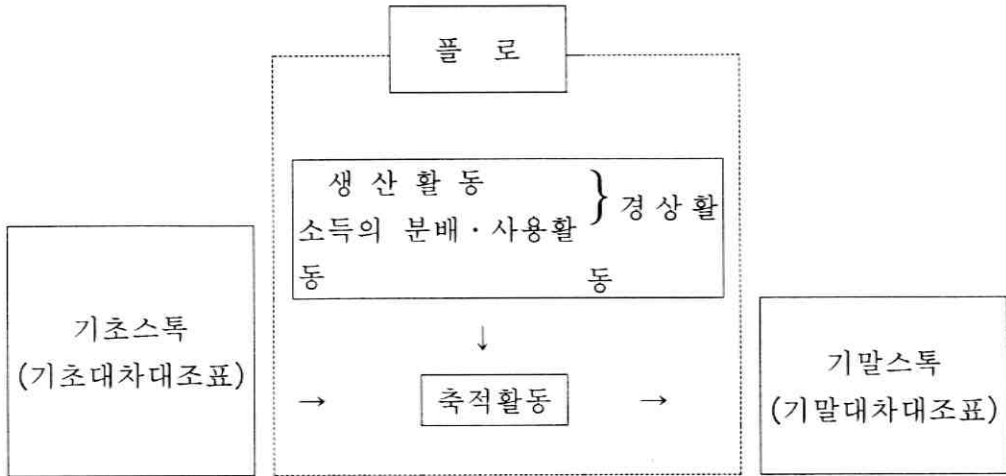 플 로
생 산 활 동
소득의 분배·사용활
동
} 경 상 활
동
기초스톡
(기초대차대조표)
↓
→
축적활동
→
기말스톡
(기말대차대조표)